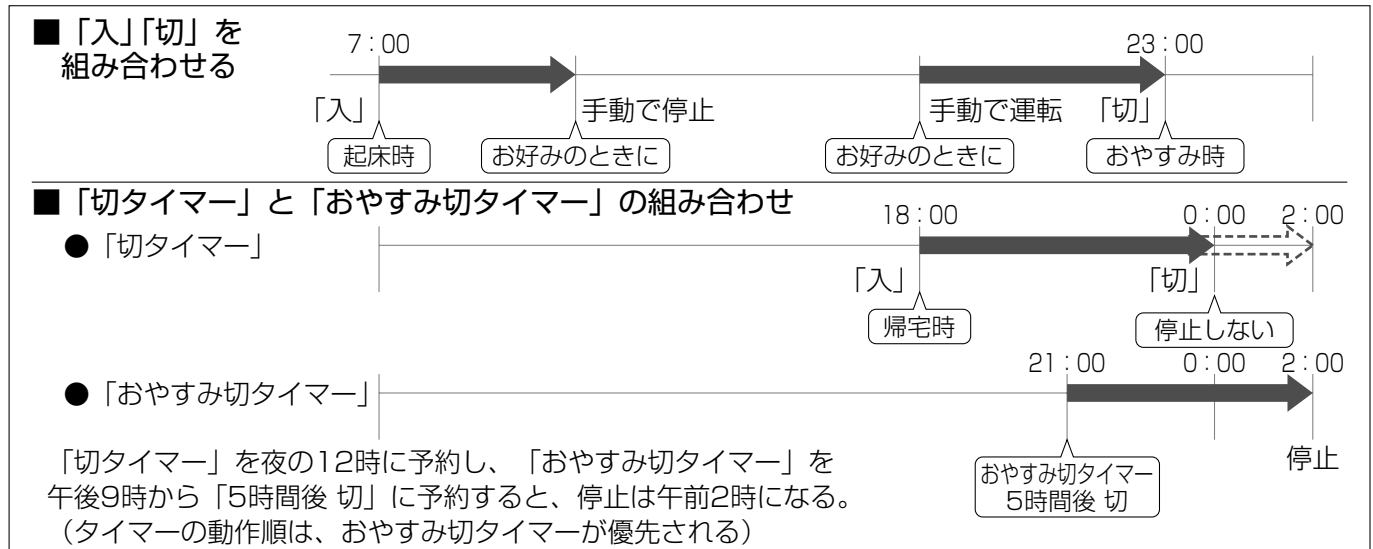 ■「入」「切」を
組み合わせる
7：00
23：00
「入」
手動で停止
手動で運転
「切」
起床時
お好みのときに
お好みのときに
おやすみ時
■「切タイマー」と「おやすみ切タイマー」の組み合わせ
18：00
0：00
2：00
●「切タイマー」
「入」
「切」
帰宅時
停止しない
21：00
0：00
2：00
●「おやすみ切タイマー」
停止
おやすみ切タイマー
5時間後 切
「切タイマー」を夜の12時に予約し、「おやすみ切タイマー」を
午後9時から「5時間後 切」に予約すると、停止は午前2時になる。
（タイマーの動作順は、おやすみ切タイマーが優先される）